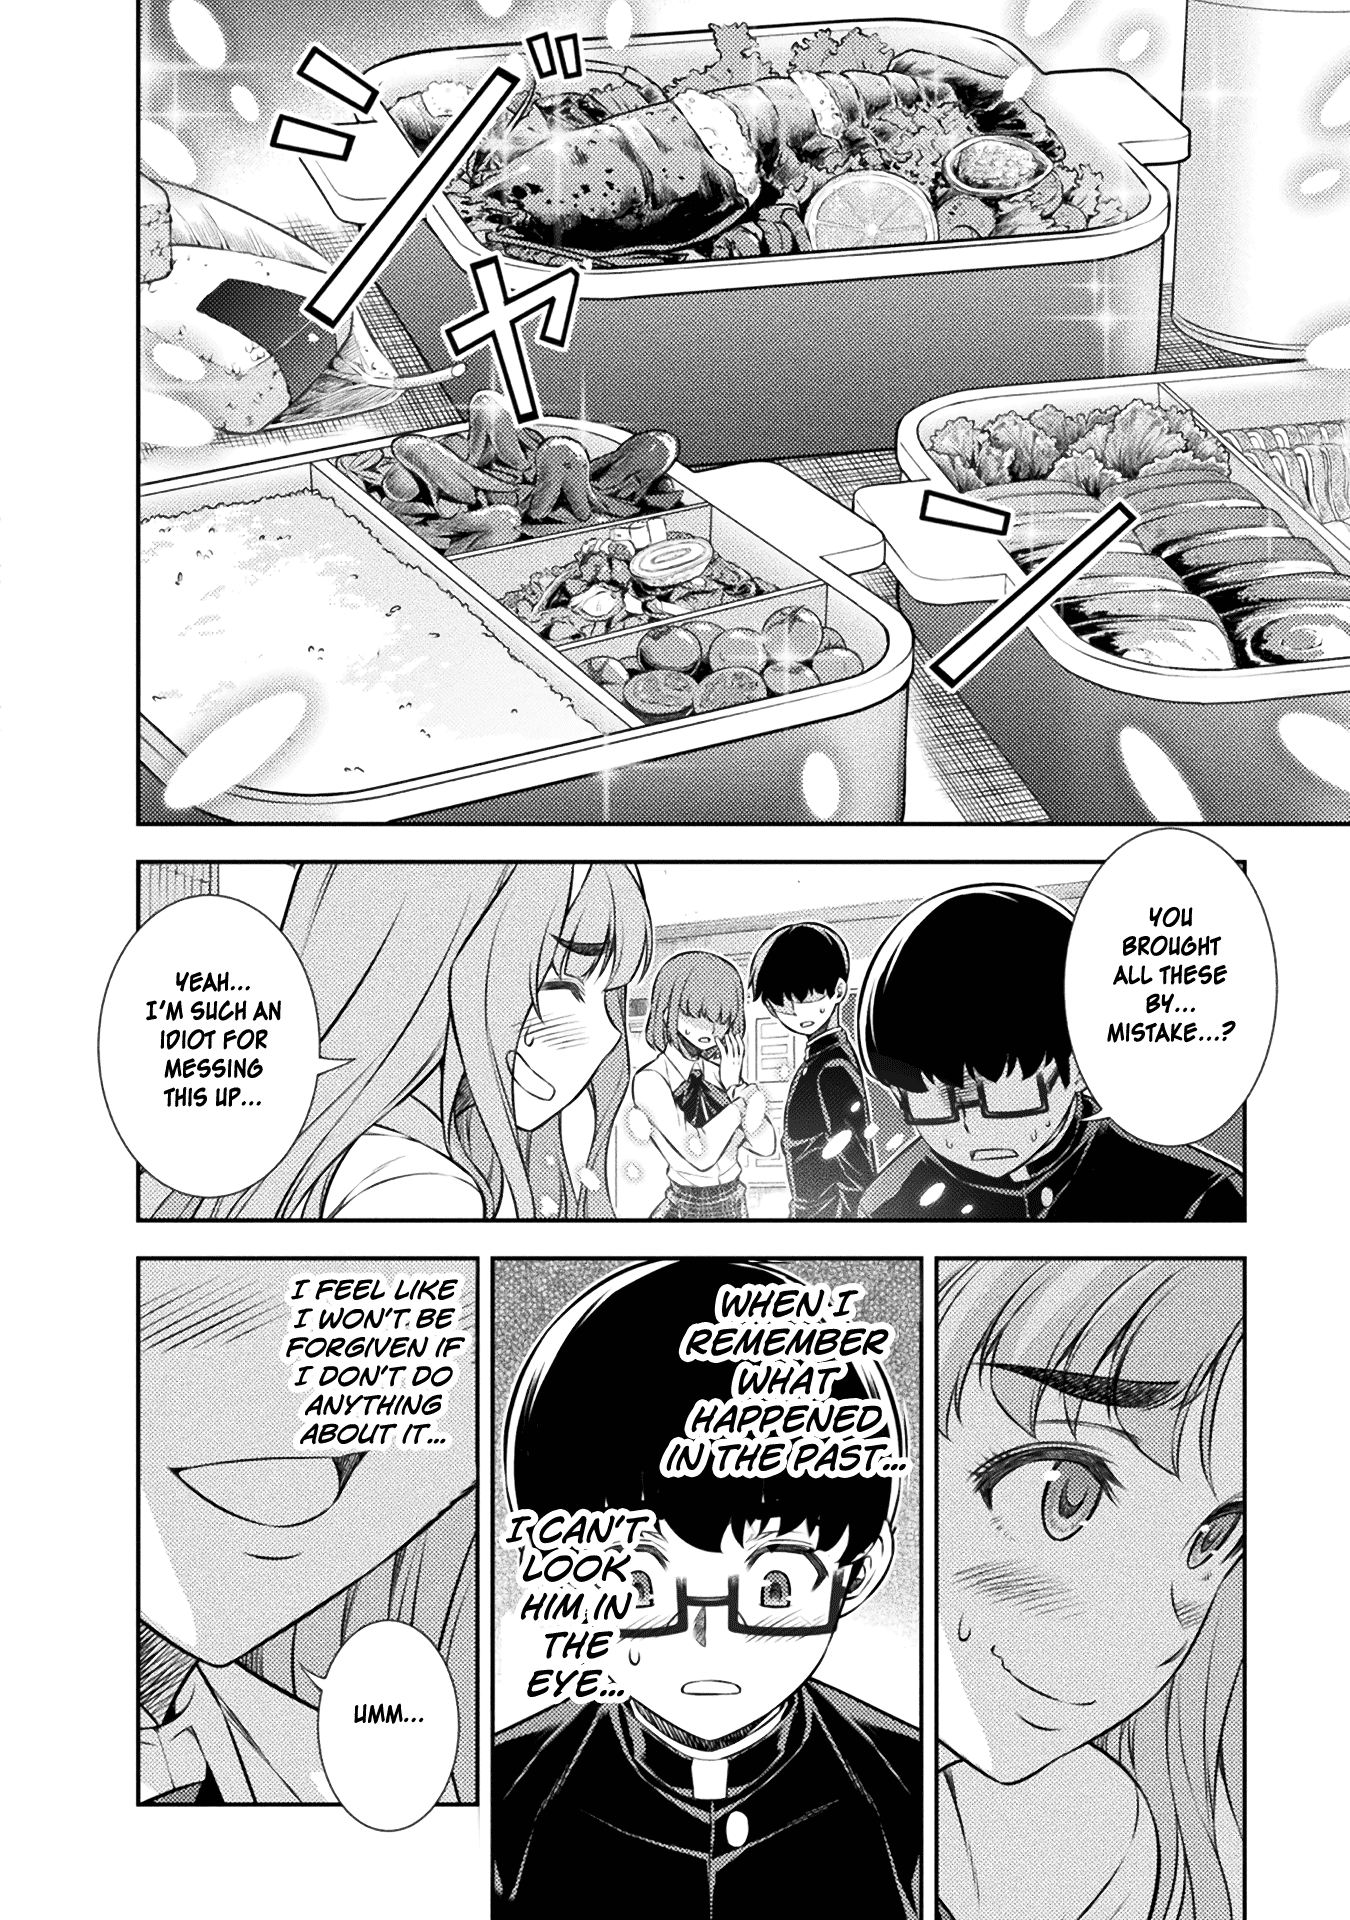 ジャーン
YOU
BROUGHT
ALL THESE
BY...
MISTAKE...?
YEAH...
I'M SUCH AN
IDIOT FOR
MESSING
THIS UP...
WHEN I
REMEMBER
WHAT
HAPPENED
IN THE PAST...
I CAN'T
LOOK
HIM IN
THE
EYE...
I FEEL LIKE
I WON'T BE
FORGIVEN IF
I DON'T DO
ANYTHING
ABOUT IT...
UMM...